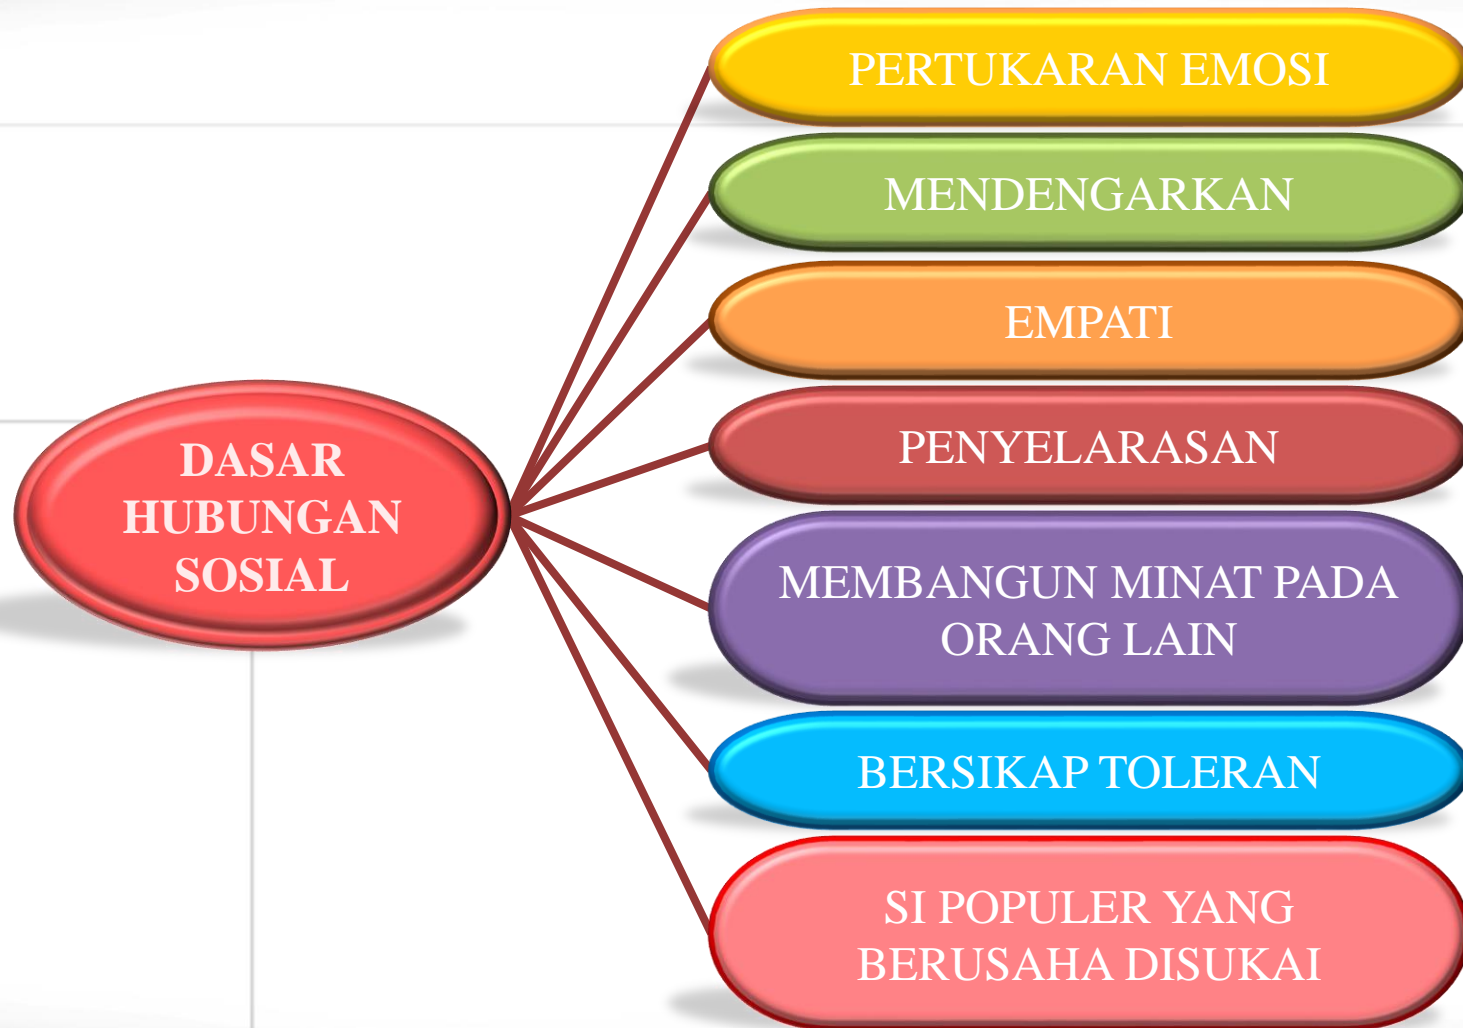 DASAR
HUBUNGAN
SOSIAL
PERTUKARAN EMOSI
MENDENGARKAN
EMPATI
PENYELARASAN
MEMBANGUN MINAT PADA
ORANG LAIN
BERSIKAP TOLERAN
SI POPULER YANG
BERUSAHA DISUKAI